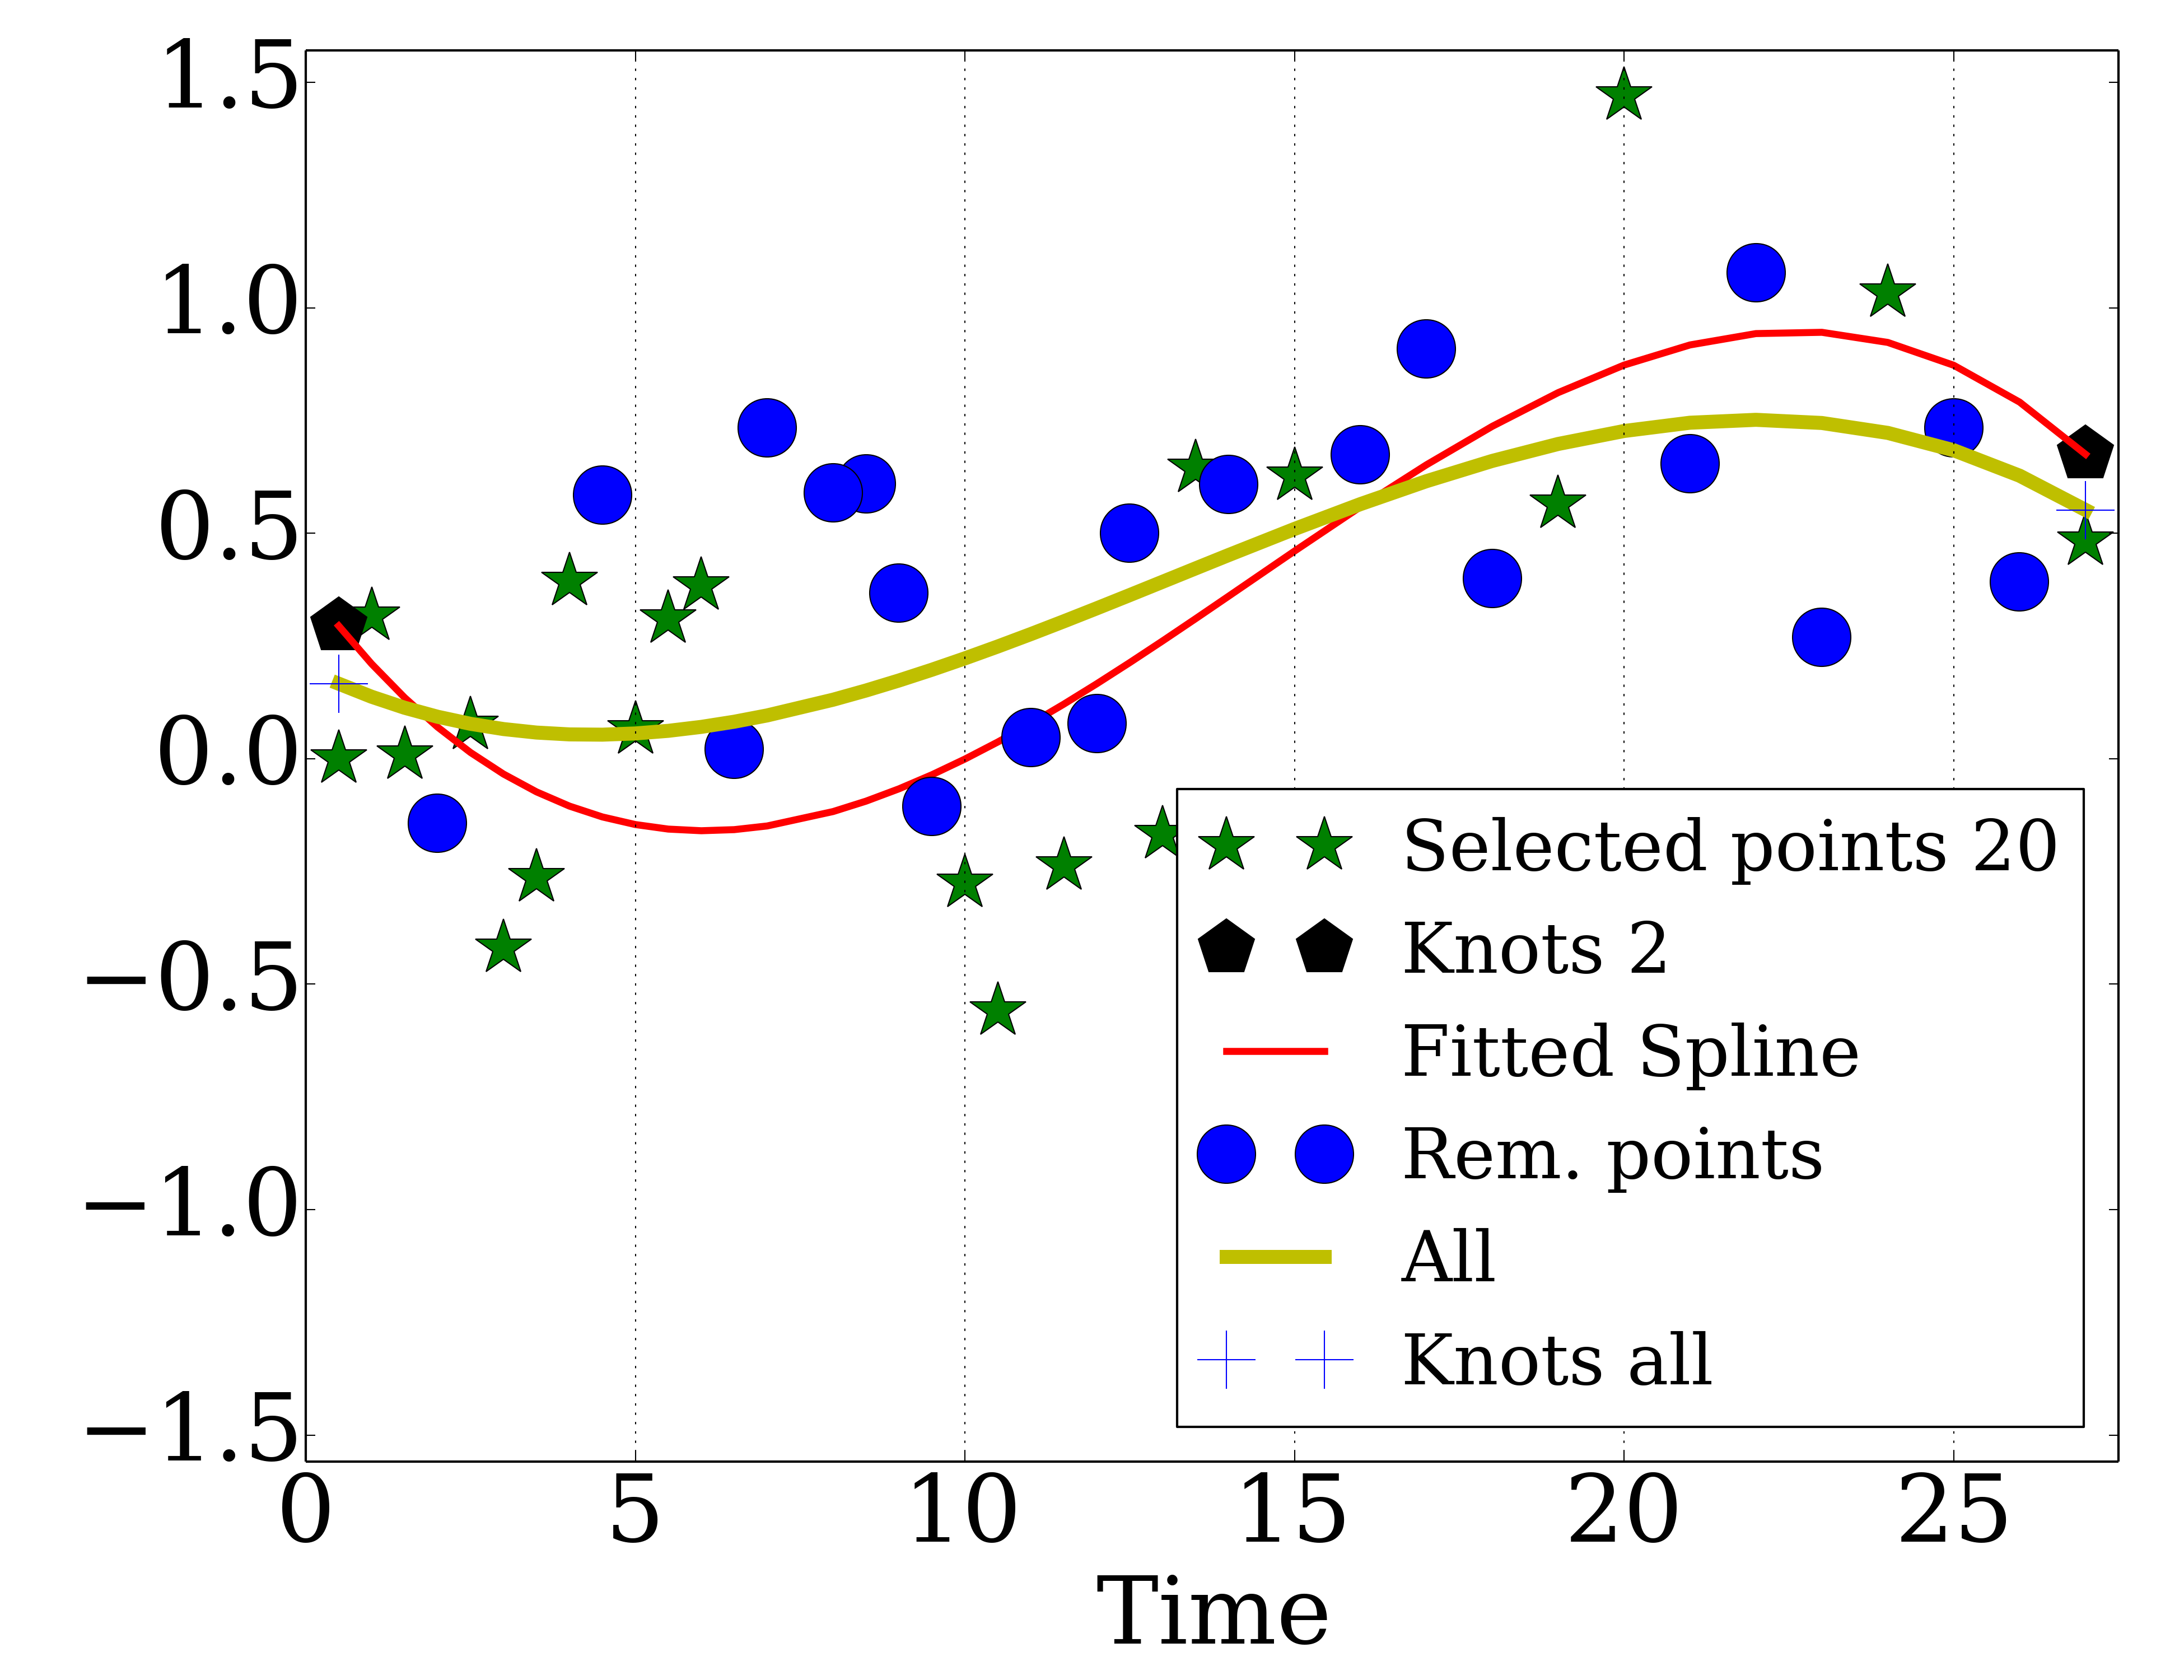 1.5
1.0
0.5
0.0
−0.5
−1.0
−1.5
Selected points 20
Knots 2
Fitted Spline
Rem. points
All
Knots all
0 5 10 15 20 25
Time